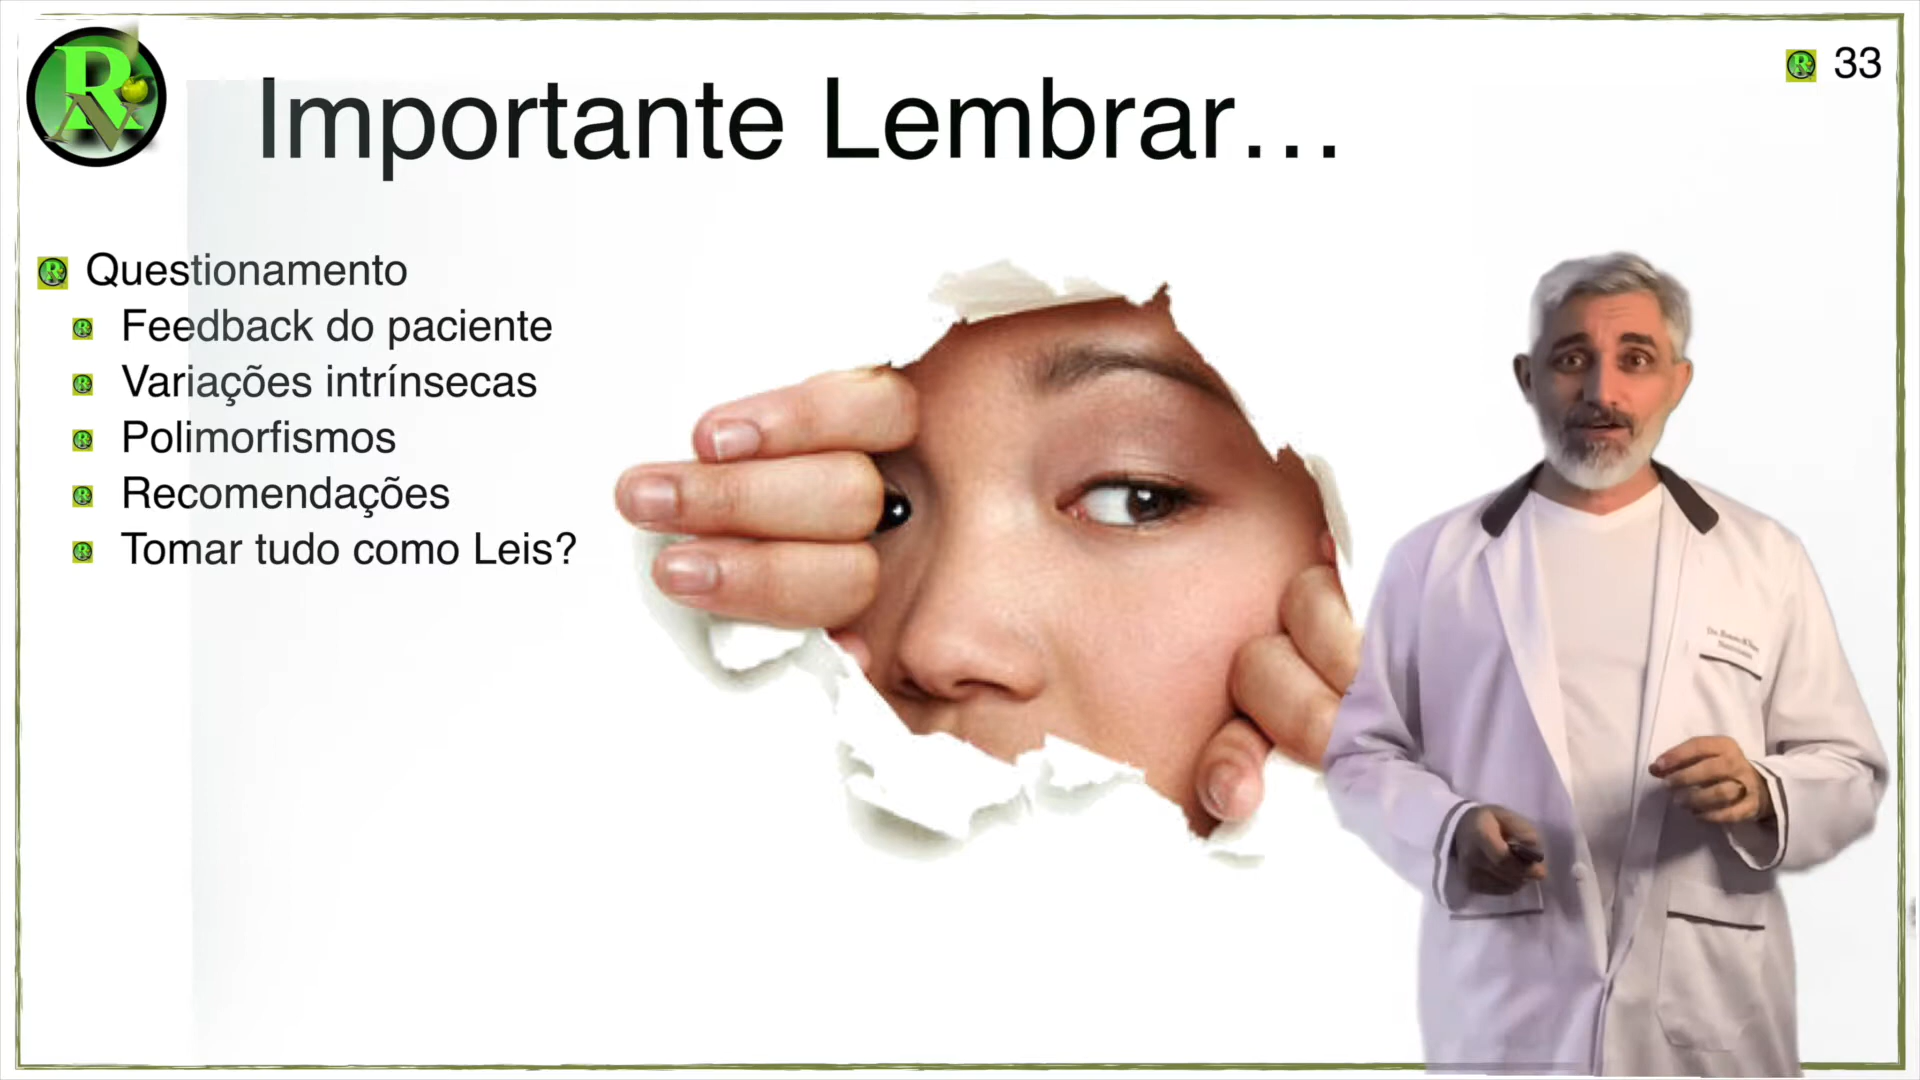 33
Importante Lembrar…
Questionamento
Feedback do paciente
Variações intrínsecas
Polimorfismos
Recomendações
Tomar tudo como Leis?